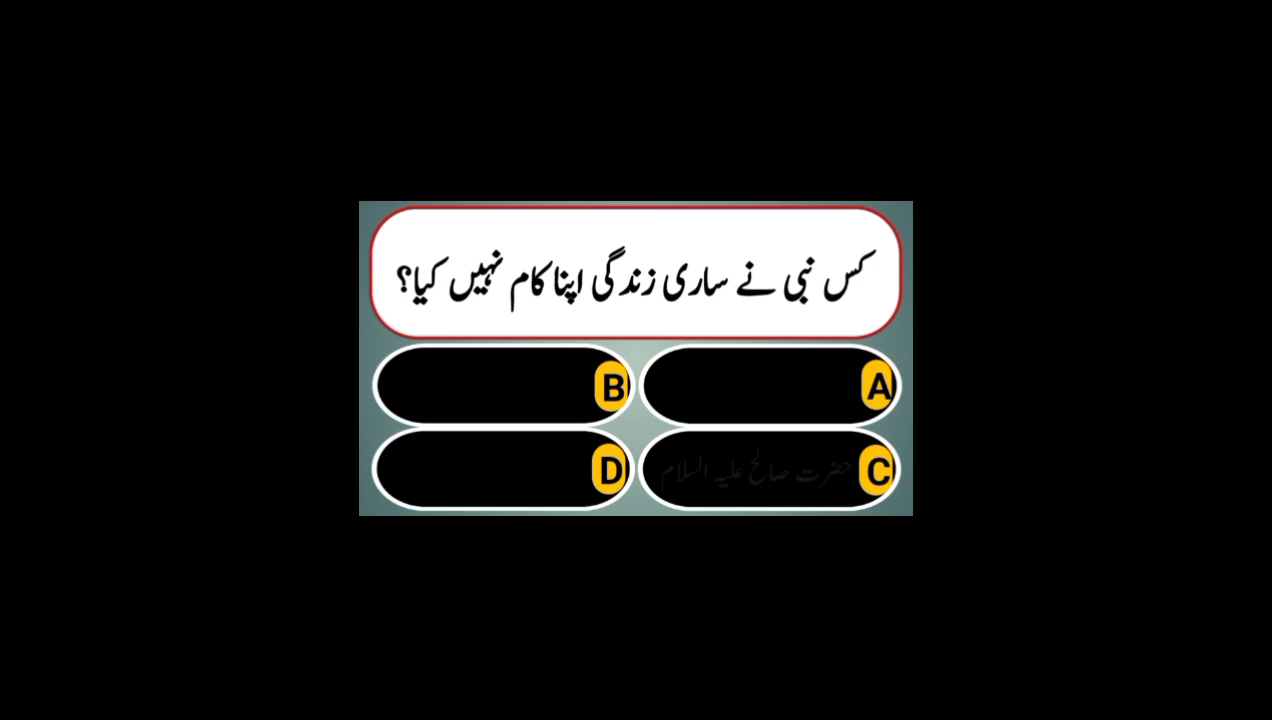 کس نبی نے ساری زندگی اپنا کام نہیں کیا؟
A
B
C حضرت صالح علیہ السلام
D